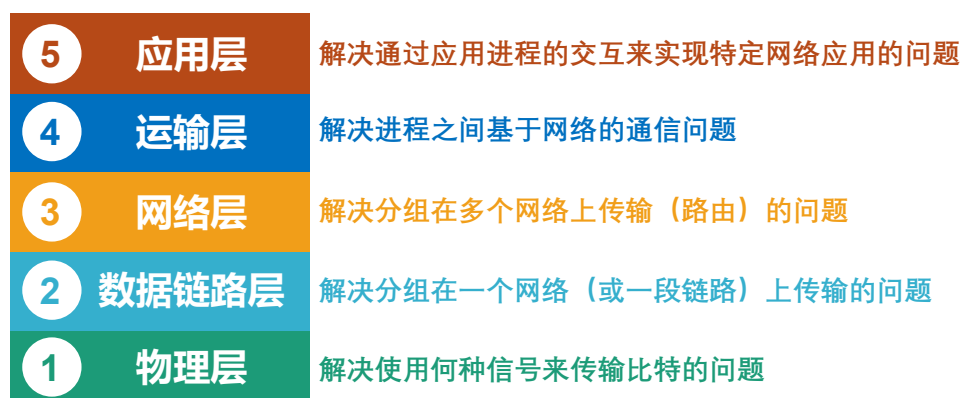 5 应用层 解决通过应用进程的交互来实现特定网络应用的问题
4 运输层 解决进程之间基于网络的通信问题
3 网络层 解决分组在多个网络上传输（路由）的问题
2 数据链路层 解决分组在一个网络（或一段链路）上传输的问题
1 物理层 解决使用何种信号来传输比特的问题